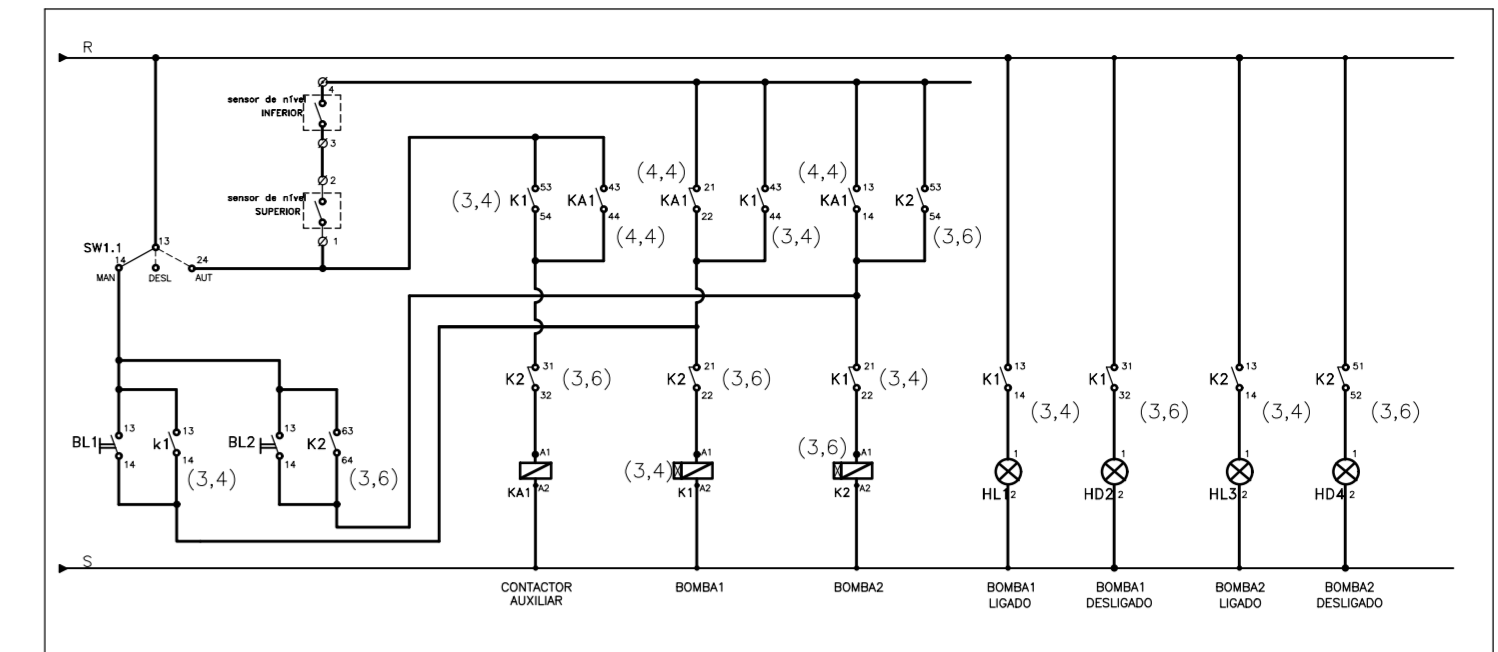 R
4
sensor de nível
INFERIOR
3
2
sensor de nível
SUPERIOR
1
SW1.1
13
14
24
MAN
DESL
AUT
(3,4)
K1
53
54
KA1
43
44
(4,4)
(4,4)
KA1
21
22
K1
43
44
(3,4)
(4,4)
KA1
13
14
K2
53
54
(3,6)
K2
31
32
(3,6)
K2
21
22
(3,6)
K1
21
22
(3,4)
K1
13
14
(3,4)
K1
31
32
(3,6)
K2
13
14
(3,4)
K2
51
52
(3,6)
BL1
13
14
k1
13
14
(3,4)
BL2
13
14
K2
63
64
(3,6)
A1
KA1
A2
(3,4)
A1
K1
A2
(3,6)
A1
K2
A2
1
HL1
2
1
HD2
2
1
HL3
2
1
HD4
2
S
CONTACTOR
AUXILIAR
BOMBA1
BOMBA2
BOMBA1
LIGADO
BOMBA1
DESLIGADO
BOMBA2
LIGADO
BOMBA2
DESLIGADO